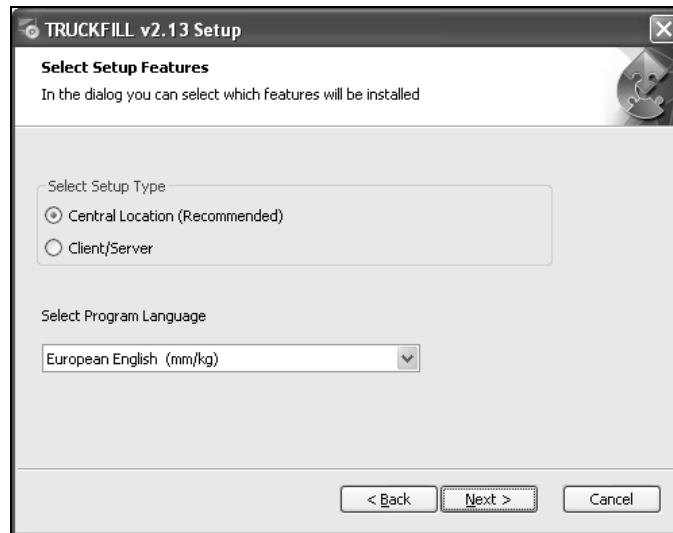 TRUCKFILL v2.13 Setup
Select Setup Features
In the dialog you can select which features will be installed
Select Setup Type
Central Location (Recommended)
Client/Server
Select Program Language
European English (mm/kg)
< Back Next > Cancel